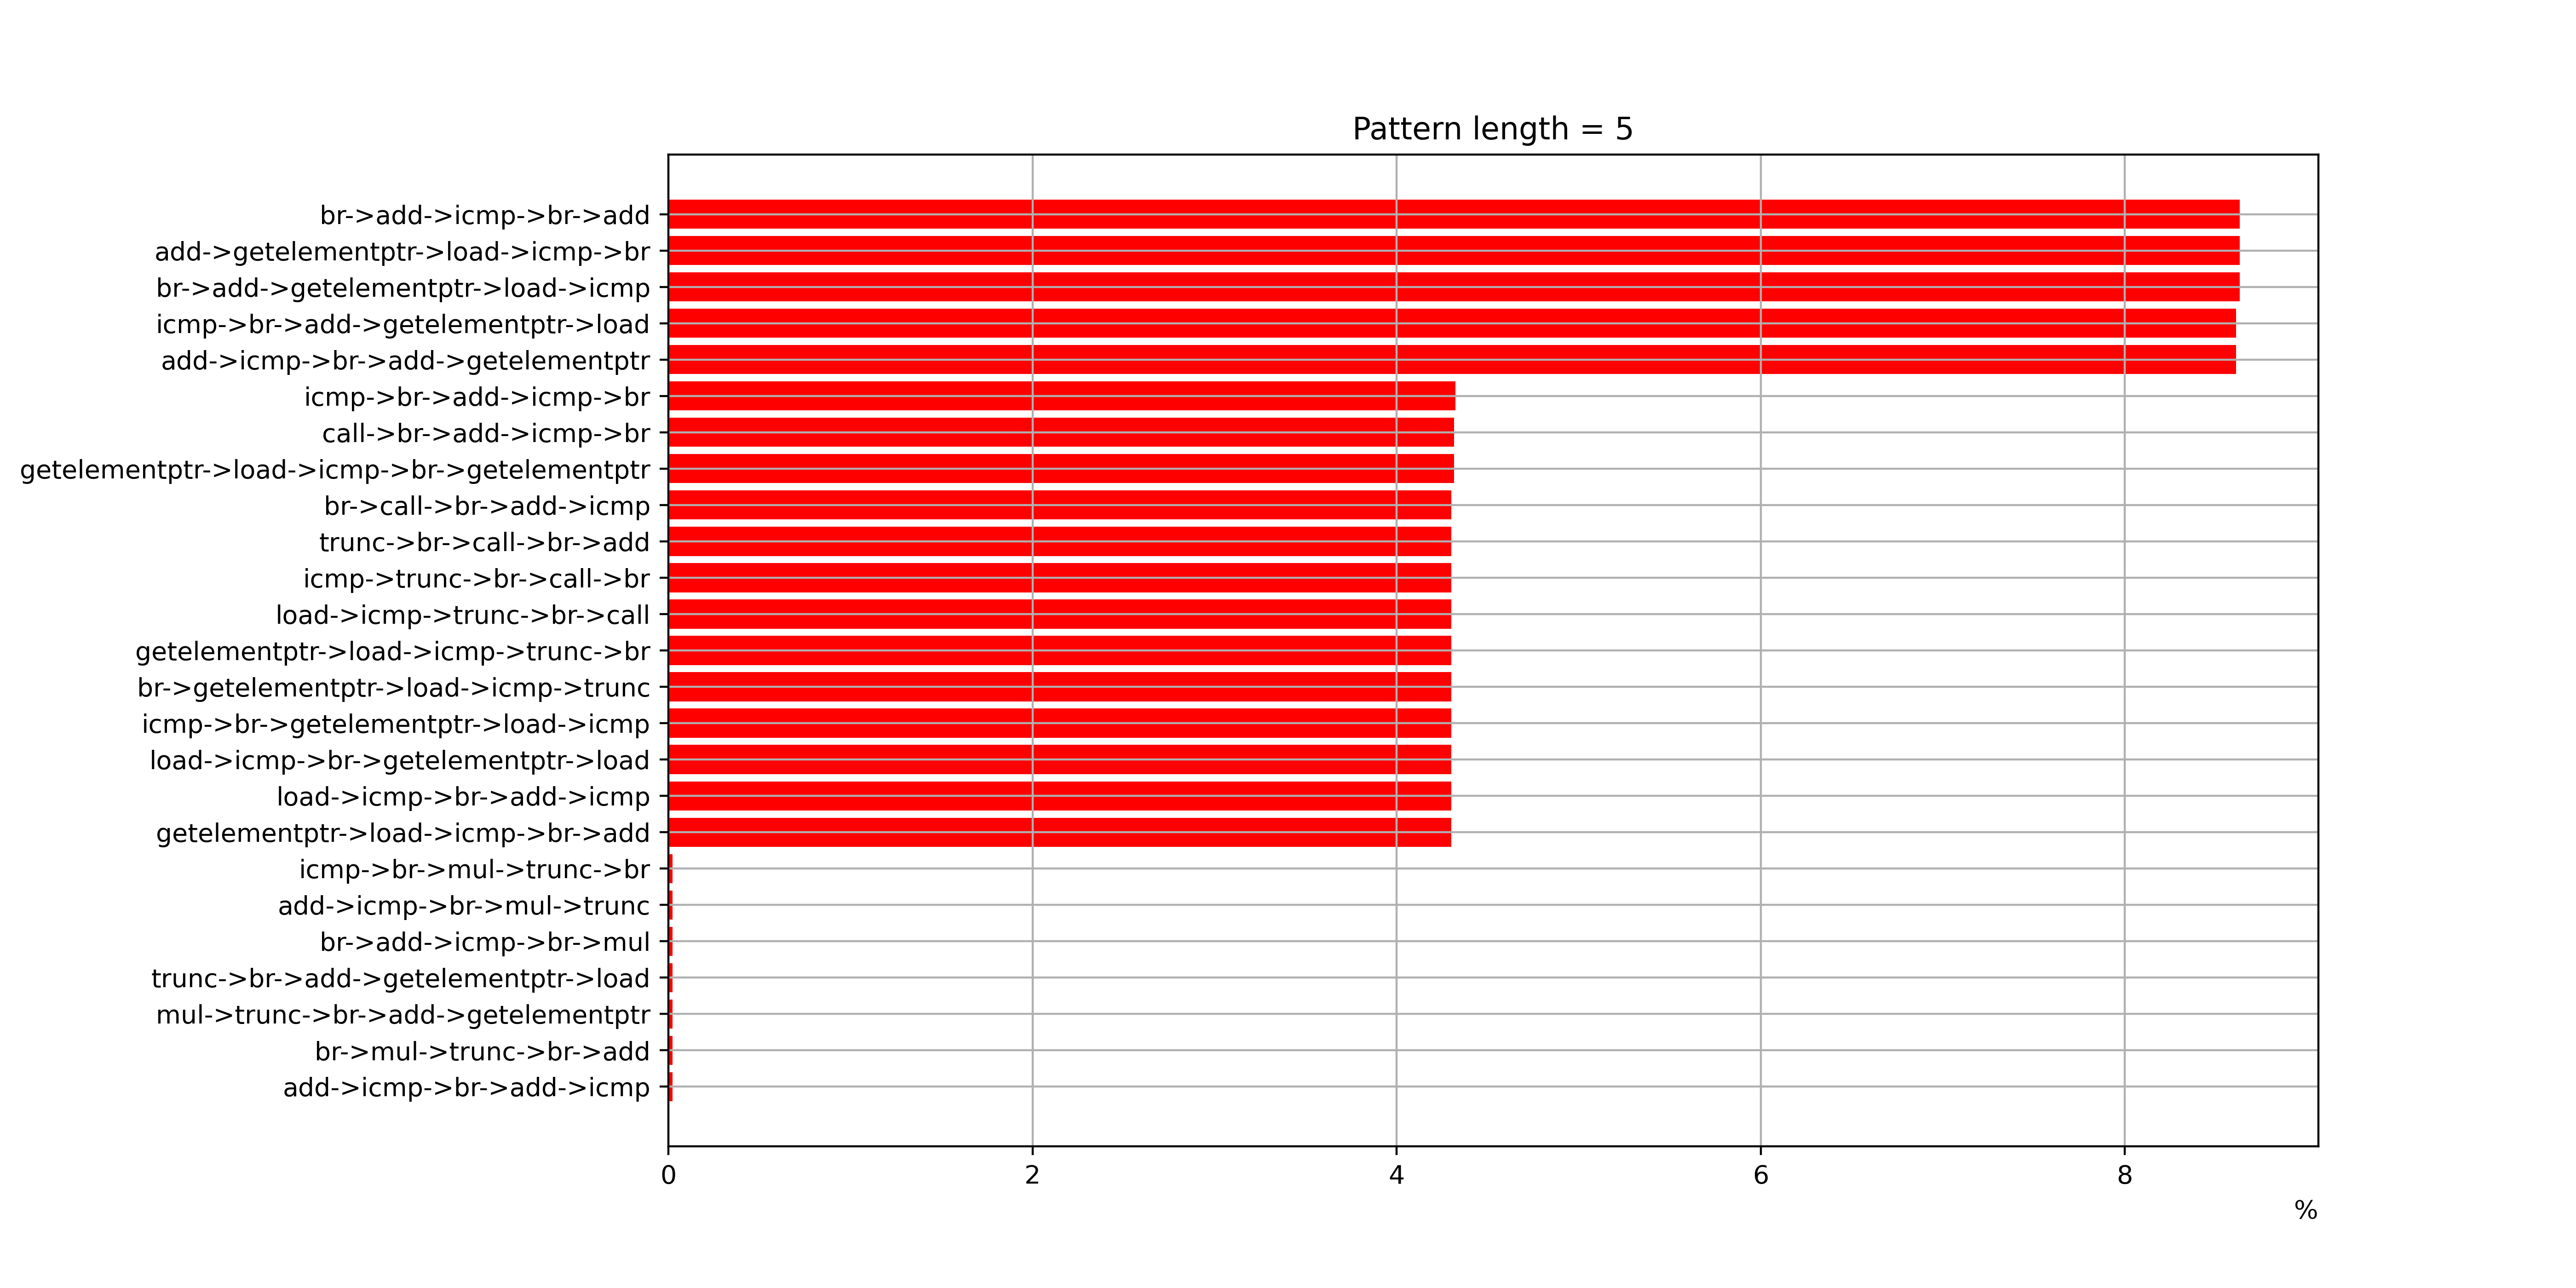 Pattern length = 5
br->add->icmp->br->add
add->getelementptr->load->icmp->br
br->add->getelementptr->load->icmp
icmp->br->add->getelementptr->load
add->icmp->br->add->getelementptr
icmp->br->add->icmp->br
call->br->add->icmp->br
getelementptr->load->icmp->br->getelementptr
br->call->br->add->icmp
trunc->br->call->br->add
icmp->trunc->br->call->br
load->icmp->trunc->br->call
getelementptr->load->icmp->trunc->br
br->getelementptr->load->icmp->trunc
icmp->br->getelementptr->load->icmp
load->icmp->br->getelementptr->load
load->icmp->br->add->icmp
getelementptr->load->icmp->br->add
icmp->br->mul->trunc->br
add->icmp->br->mul->trunc
br->add->icmp->br->mul
trunc->br->add->getelementptr->load
mul->trunc->br->add->getelementptr
br->mul->trunc->br->add
add->icmp->br->add->icmp
0 2 4 6 8
%